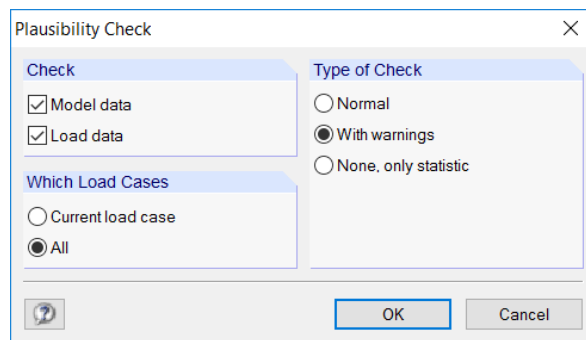 Plausibility Check
Check
Model data
Load data
Which Load Cases
Current load case
All
Type of Check
Normal
With warnings
None, only statistic
OK
Cancel